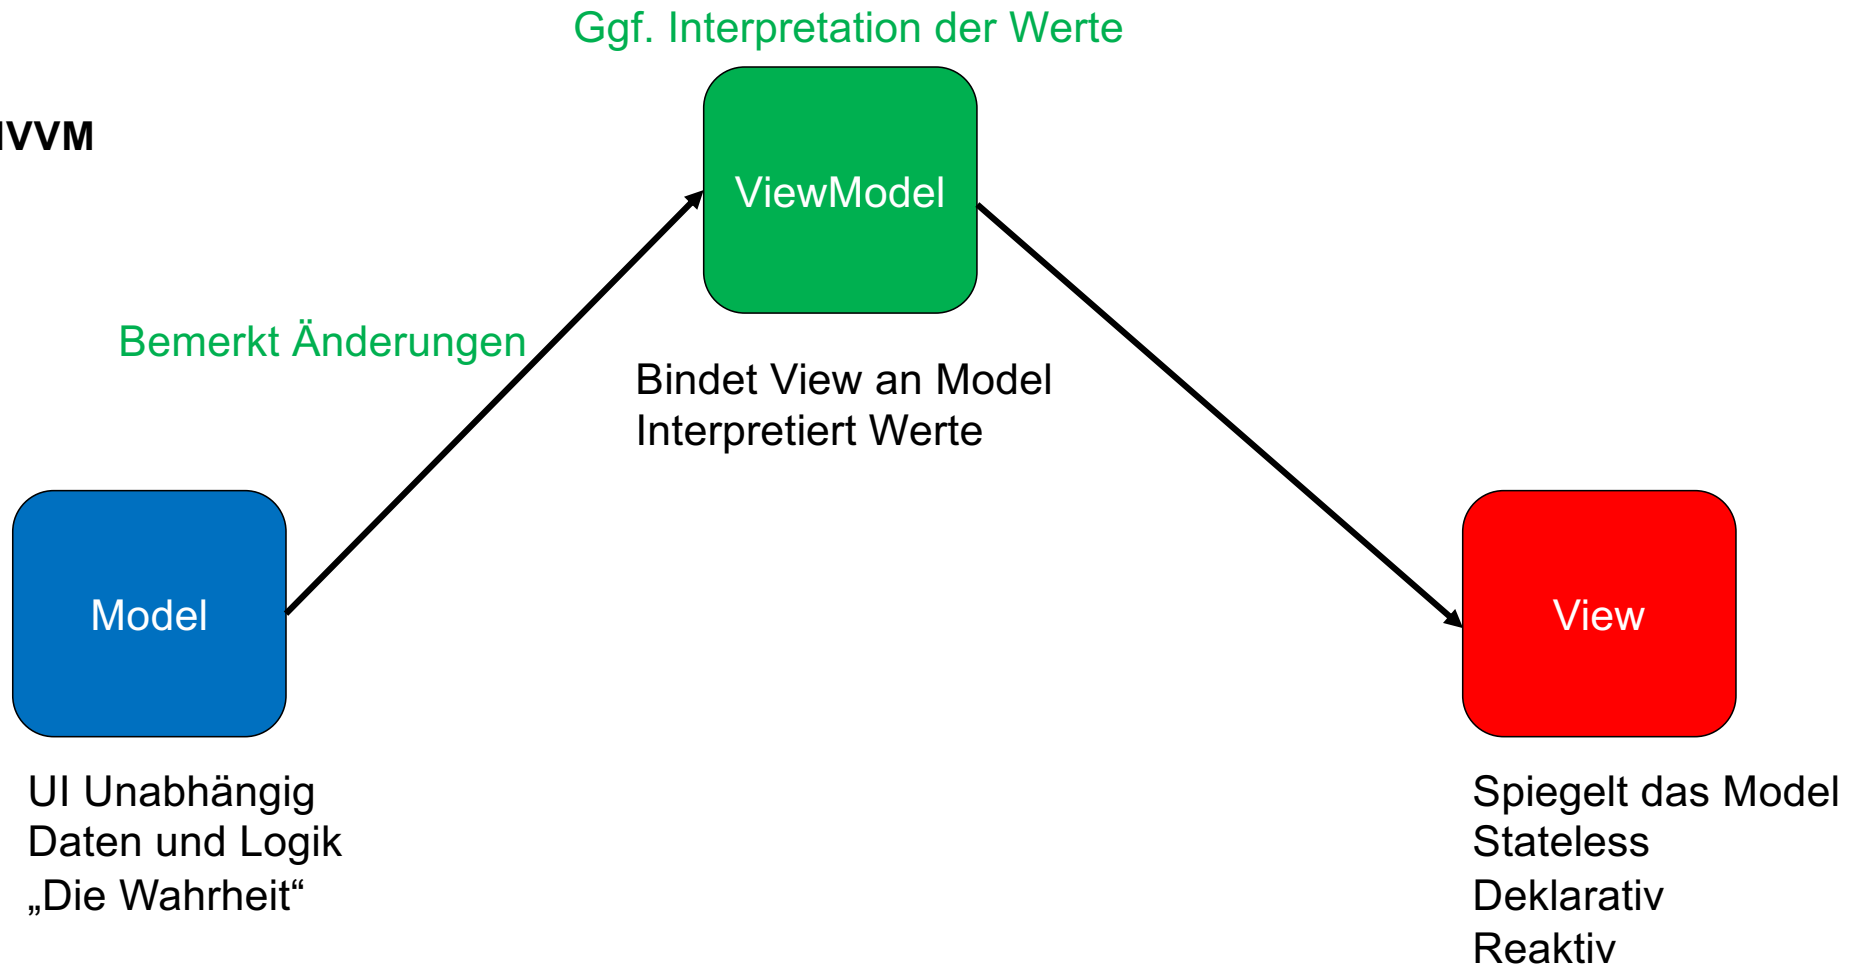 Ggf. Interpretation der Werte
VVM
ViewModel
Bemerkt Änderungen
Bindet View an Model
Interpretiert Werte
Model
View
UI Unabhängig
Daten und Logik
„Die Wahrheit“
Spiegelt das Model
Stateless
Deklarativ
Reaktiv